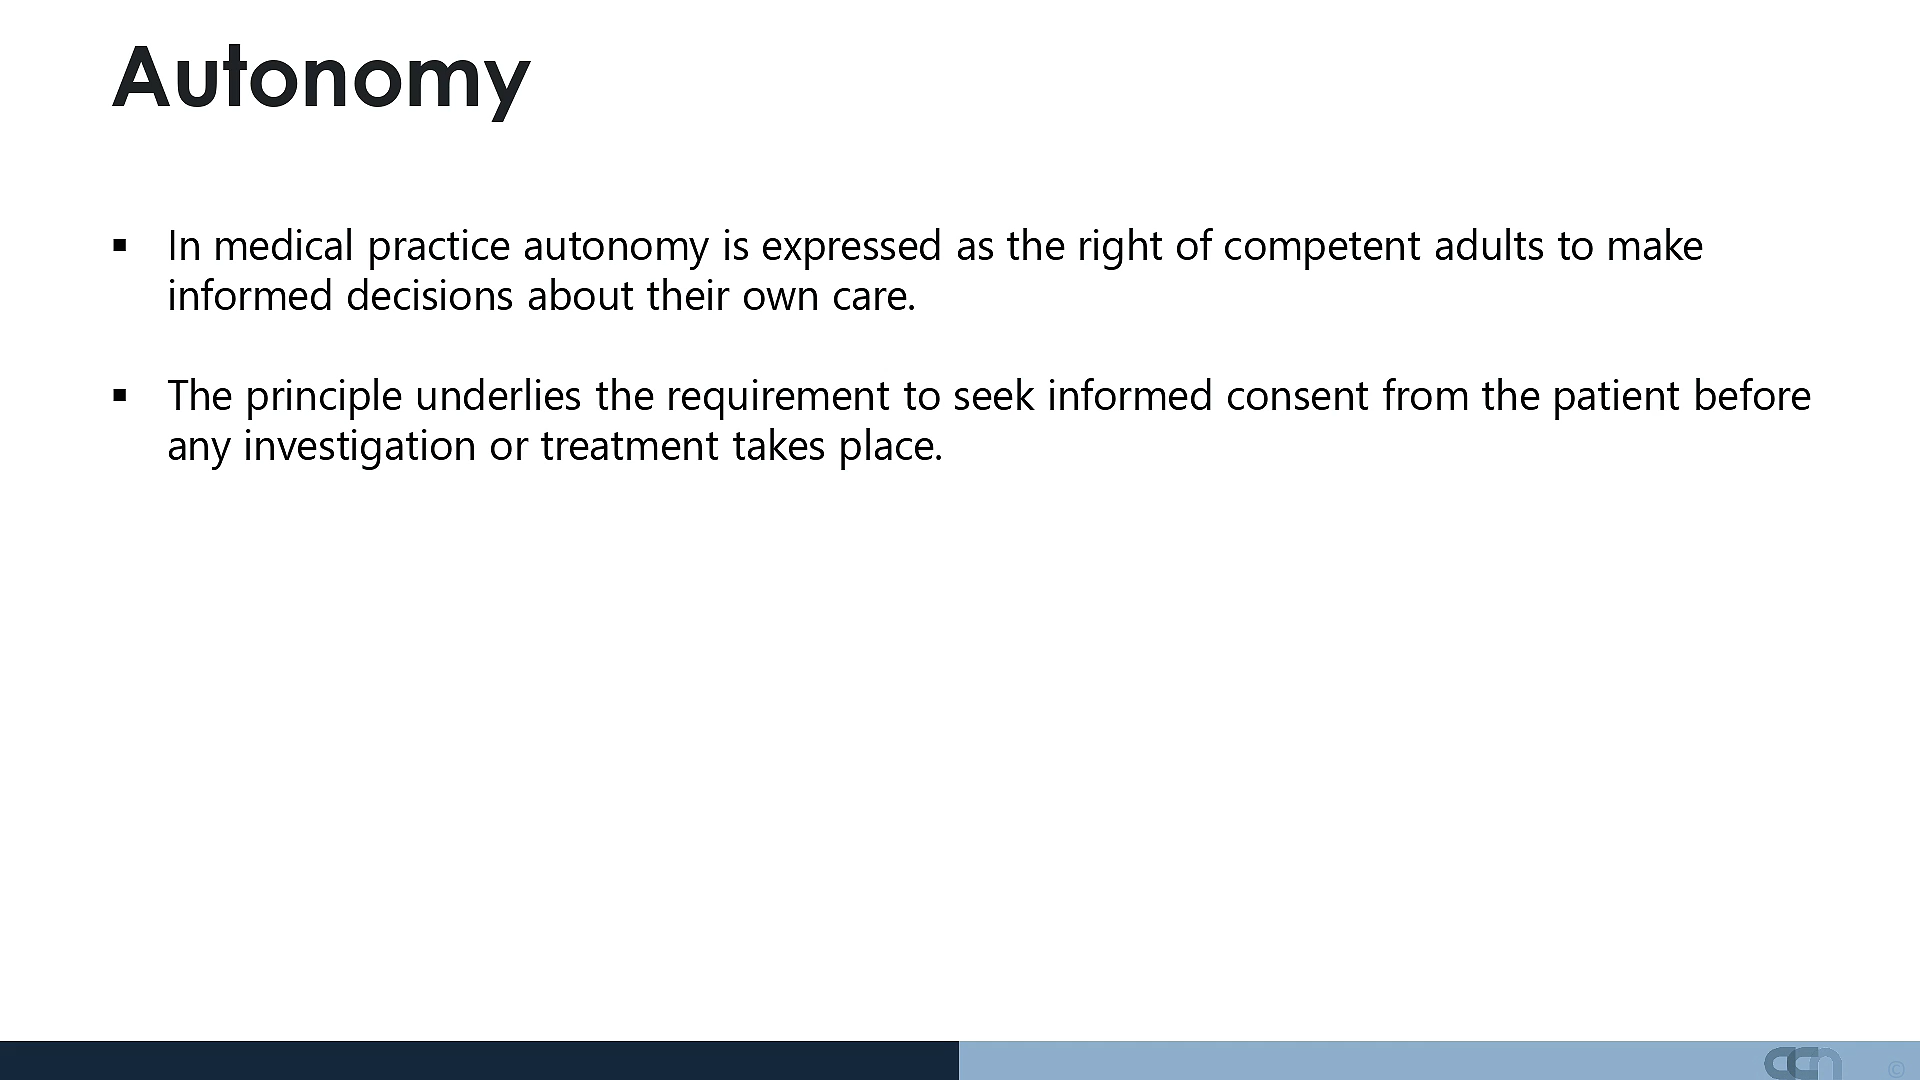 Autonomy
▪ In medical practice autonomy is expressed as the right of competent adults to make
informed decisions about their own care.
▪ The principle underlies the requirement to seek informed consent from the patient before
any investigation or treatment takes place.
ccn
©